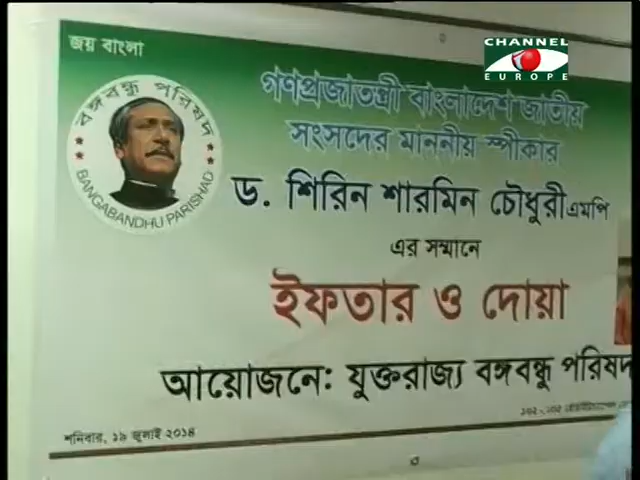 CHANNEL
EUROPE
জয় বাংলা
বঙ্গবন্ধু পরিষদ
BANGABANDHU PARISHAD
গণপ্রজাতন্ত্রী বাংলাদেশ জাতীয়
সংসদের মাননীয় স্পীকার
ড. শিরিন শারমিন চৌধুরী এমপি
এর সম্মানে
ইফতার ও দোয়া
আয়োজনে: যুক্তরাজ্য বঙ্গবন্ধু পরিষদ
শনিবার, ১৯ জুলাই ২০১৪